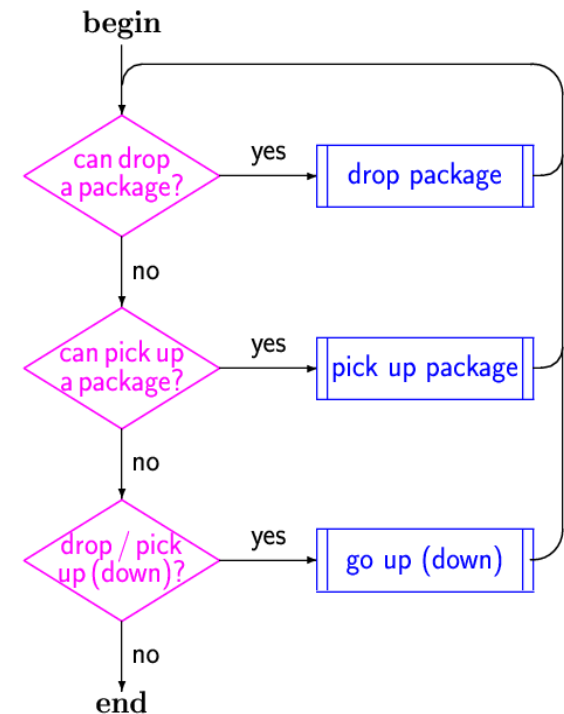 begin
can drop
a package?
yes
drop package
no
can pick up
a package?
yes
pick up package
no
drop / pick
up (down)?
yes
go up (down)
no
end